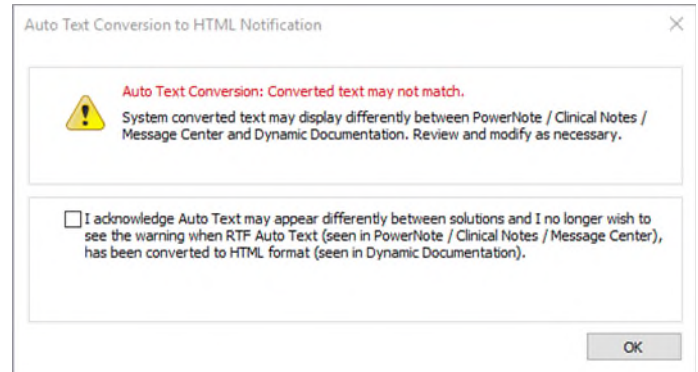 Auto Text Conversion to HTML Notification
Auto Text Conversion: Converted text may not match.
System converted text may display differently between PowerNote / Clinical Notes /
Message Center and Dynamic Documentation. Review and modify as necessary.
I acknowledge Auto Text may appear differently between solutions and I no longer wish to
see the warning when RTF Auto Text (seen in PowerNote / Clinical Notes / Message Center),
has been converted to HTML format (seen in Dynamic Documentation).
OK